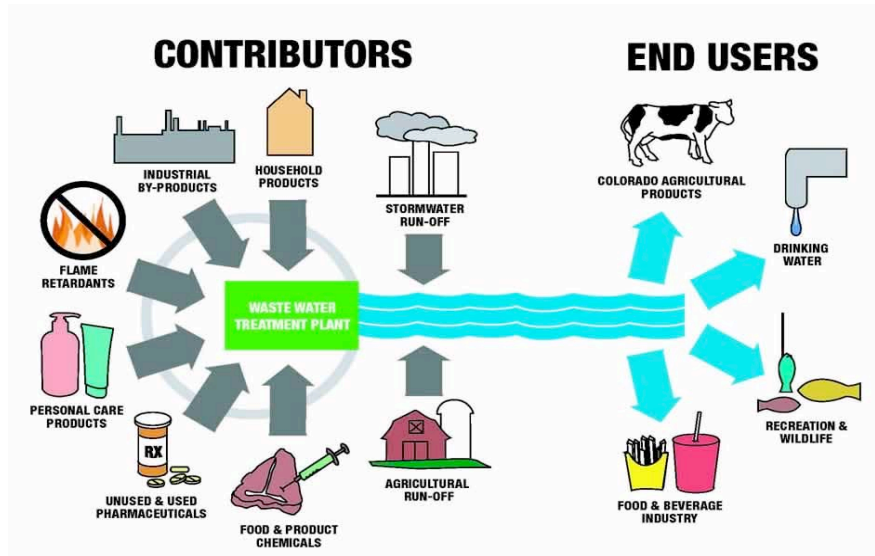 CONTRIBUTORS
END USERS
INDUSTRIAL
BY-PRODUCTS
HOUSEHOLD
PRODUCTS
STORMWATER
RUN-OFF
COLORADO AGRICULTURAL
PRODUCTS
DRINKING
WATER
FLAME
RETARDANTS
WASTE WATER
TREATMENT PLANT
PERSONAL CARE
PRODUCTS
RX
UNUSED & USED
PHARMACEUTICALS
FOOD & PRODUCT
CHEMICALS
AGRICULTURAL
RUN-OFF
FOOD & BEVERAGE
INDUSTRY
RECREATION &
WILDLIFE